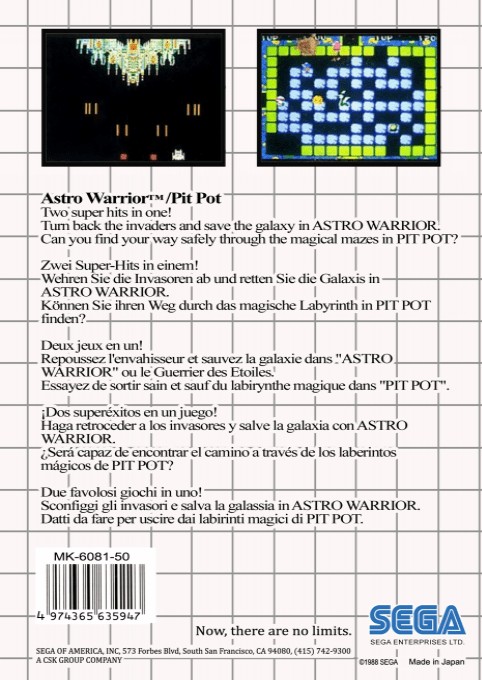 Astro Warrior™/Pit Pot
Two super hits in one!
Turn back the invaders and save the galaxy in ASTRO WARRIOR.
Can you find your way safely through the magical mazes in PIT POT?
Zwei Super-Hits in einem!
Wehren Sie die Invasoren ab und retten Sie die Galaxis in
ASTRO WARRIOR.
Können Sie ihren Weg durch das magische Labyrinth in PIT POT
finden?
Deux jeux en un!
Repoussez l'envahisseur et sauvez la galaxie dans "ASTRO
WARRIOR" ou le Guerrier des Etoiles.
Essayez de sortir sain et sauf du labirynthe magique dans "PIT POT".
¡Dos superéxitos en un juego!
Haga retroceder a los invasores y salve la galaxia con ASTRO
WARRIOR.
¿Será capaz de encontrar el camino a través de los laberintos
mágicos de PIT POT?
Due favolosi giochi in uno!
Sconfiggi gli invasori e salva la galassia in ASTRO WARRIOR.
Datti da fare per uscire dai labirinti magici di PIT POT.
MK-6081-50
4 974365 635947
Now, there are no limits.
SEGA
SEGA ENTERPRISES LTD.
SEGA OF AMERICA, INC, 573 Forbes Blvd, South San Francisco, CA 94080, (415) 742-9300
A CSK GROUP COMPANY
©1988 SEGA Made in Japan